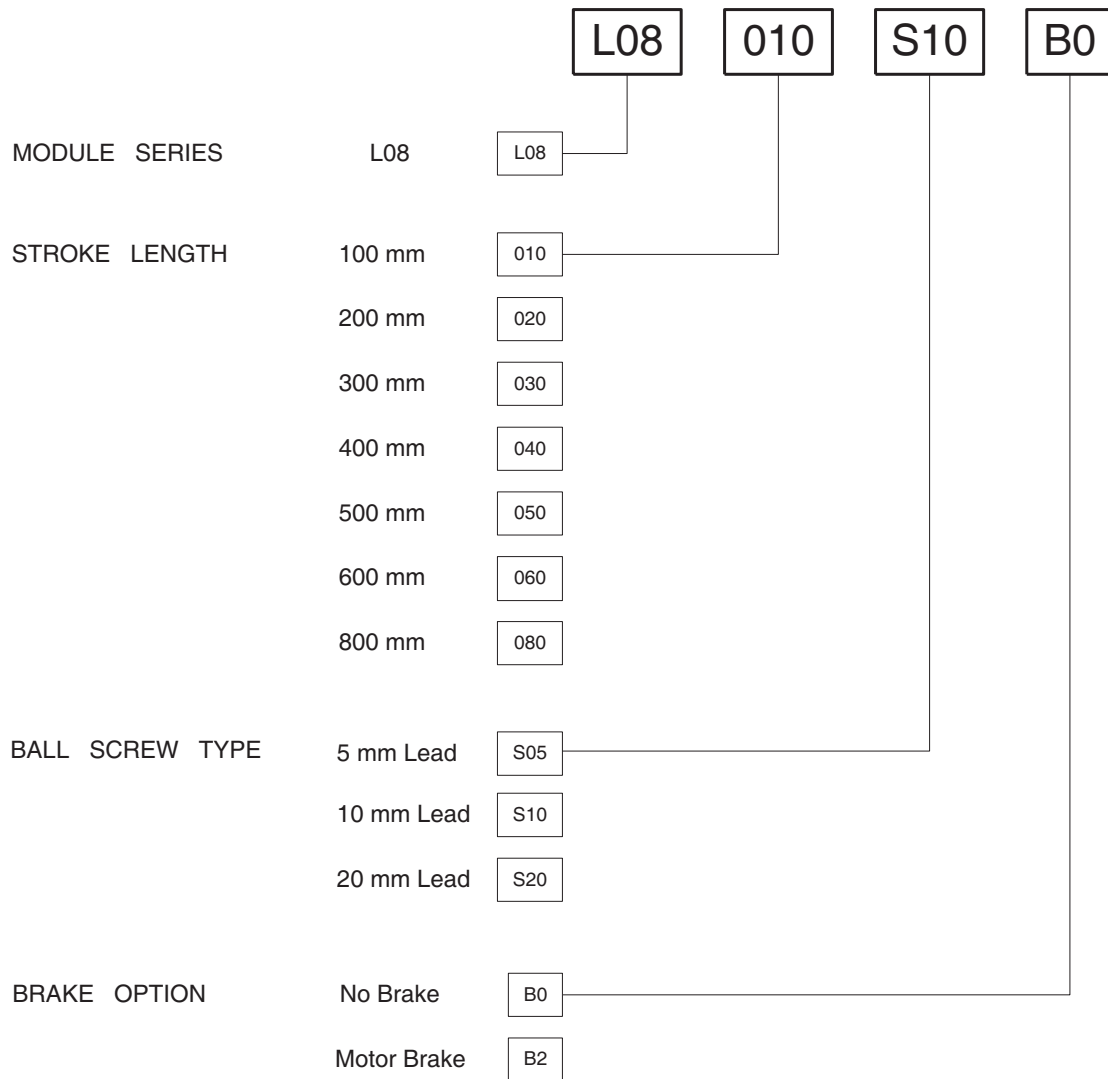 L08 010 S10 B0
MODULE SERIES L08 L08
STROKE LENGTH 100 mm 010
200 mm 020
300 mm 030
400 mm 040
500 mm 050
600 mm 060
800 mm 080
BALL SCREW TYPE 5 mm Lead S05
10 mm Lead S10
20 mm Lead S20
BRAKE OPTION No Brake B0
Motor Brake B2